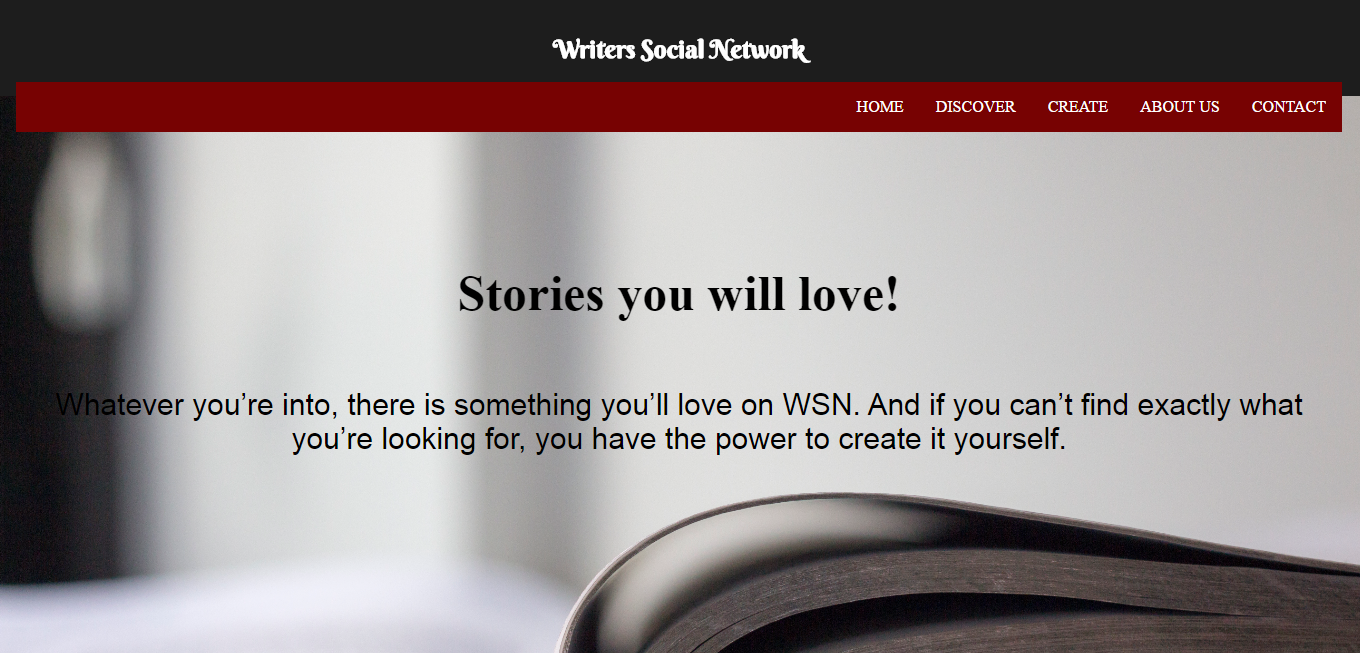 Writers Social Network
HOME DISCOVER CREATE ABOUT US CONTACT
Stories you will love!
Whatever you’re into, there is something you’ll love on WSN. And if you can’t find exactly what
you’re looking for, you have the power to create it yourself.